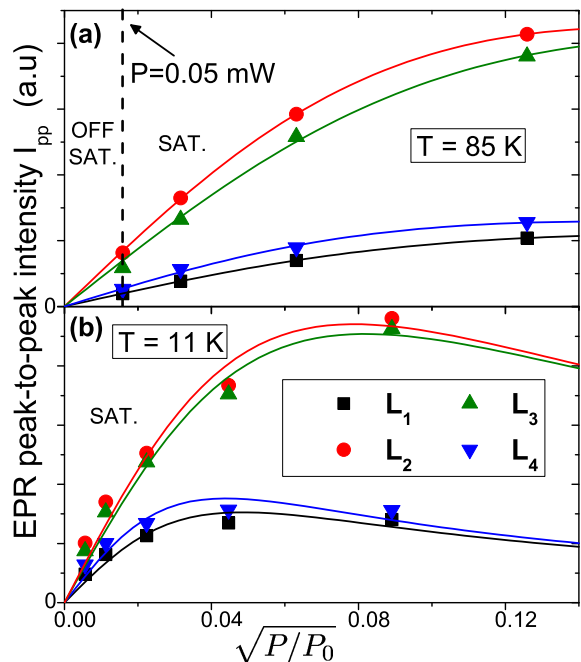 (a)
P=0.05 mW
OFF
SAT.
SAT.
T = 85 K
EPR peak-to-peak intensity I_pp (a.u)
0
(b)
T = 11 K
SAT.
L_1 L_3
L_2 L_4
0
0.00 0.04 0.08 0.12
√P/P_0